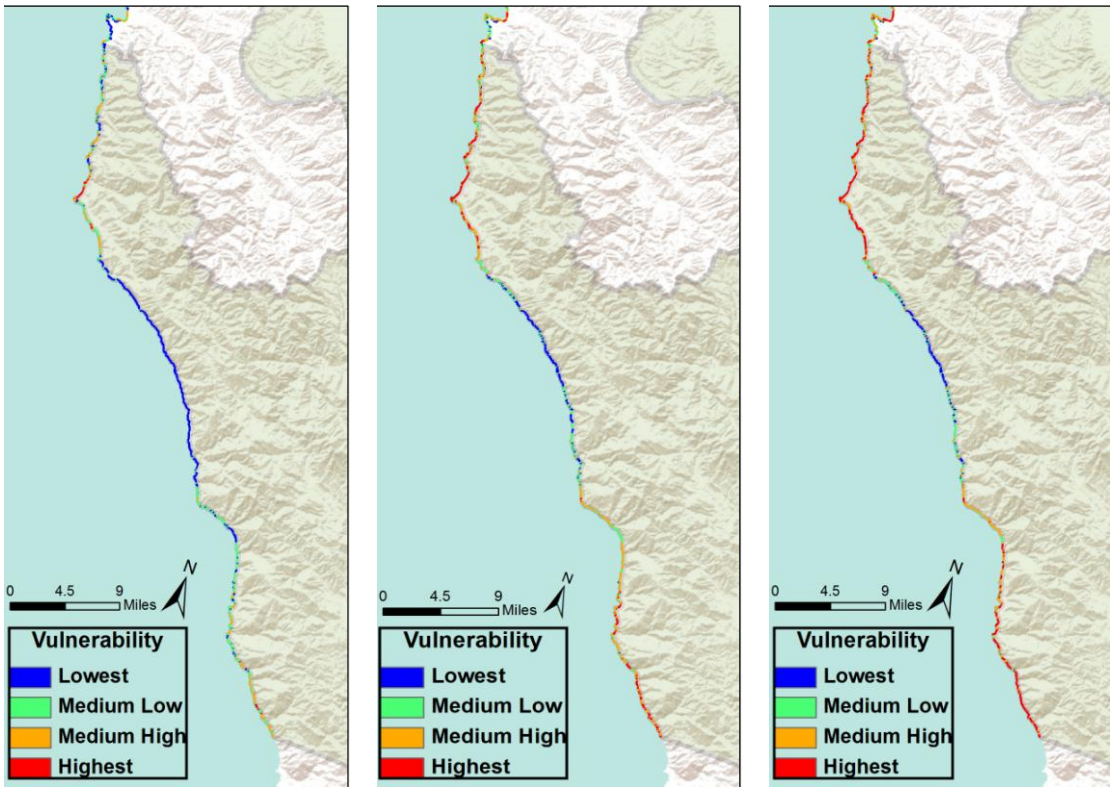 N
0 4.5 9
Miles
Vulnerability
Lowest
Medium Low
Medium High
Highest
N
0 4.5 9
Miles
Vulnerability
Lowest
Medium Low
Medium High
Highest
N
0 4.5 9
Miles
Vulnerability
Lowest
Medium Low
Medium High
Highest